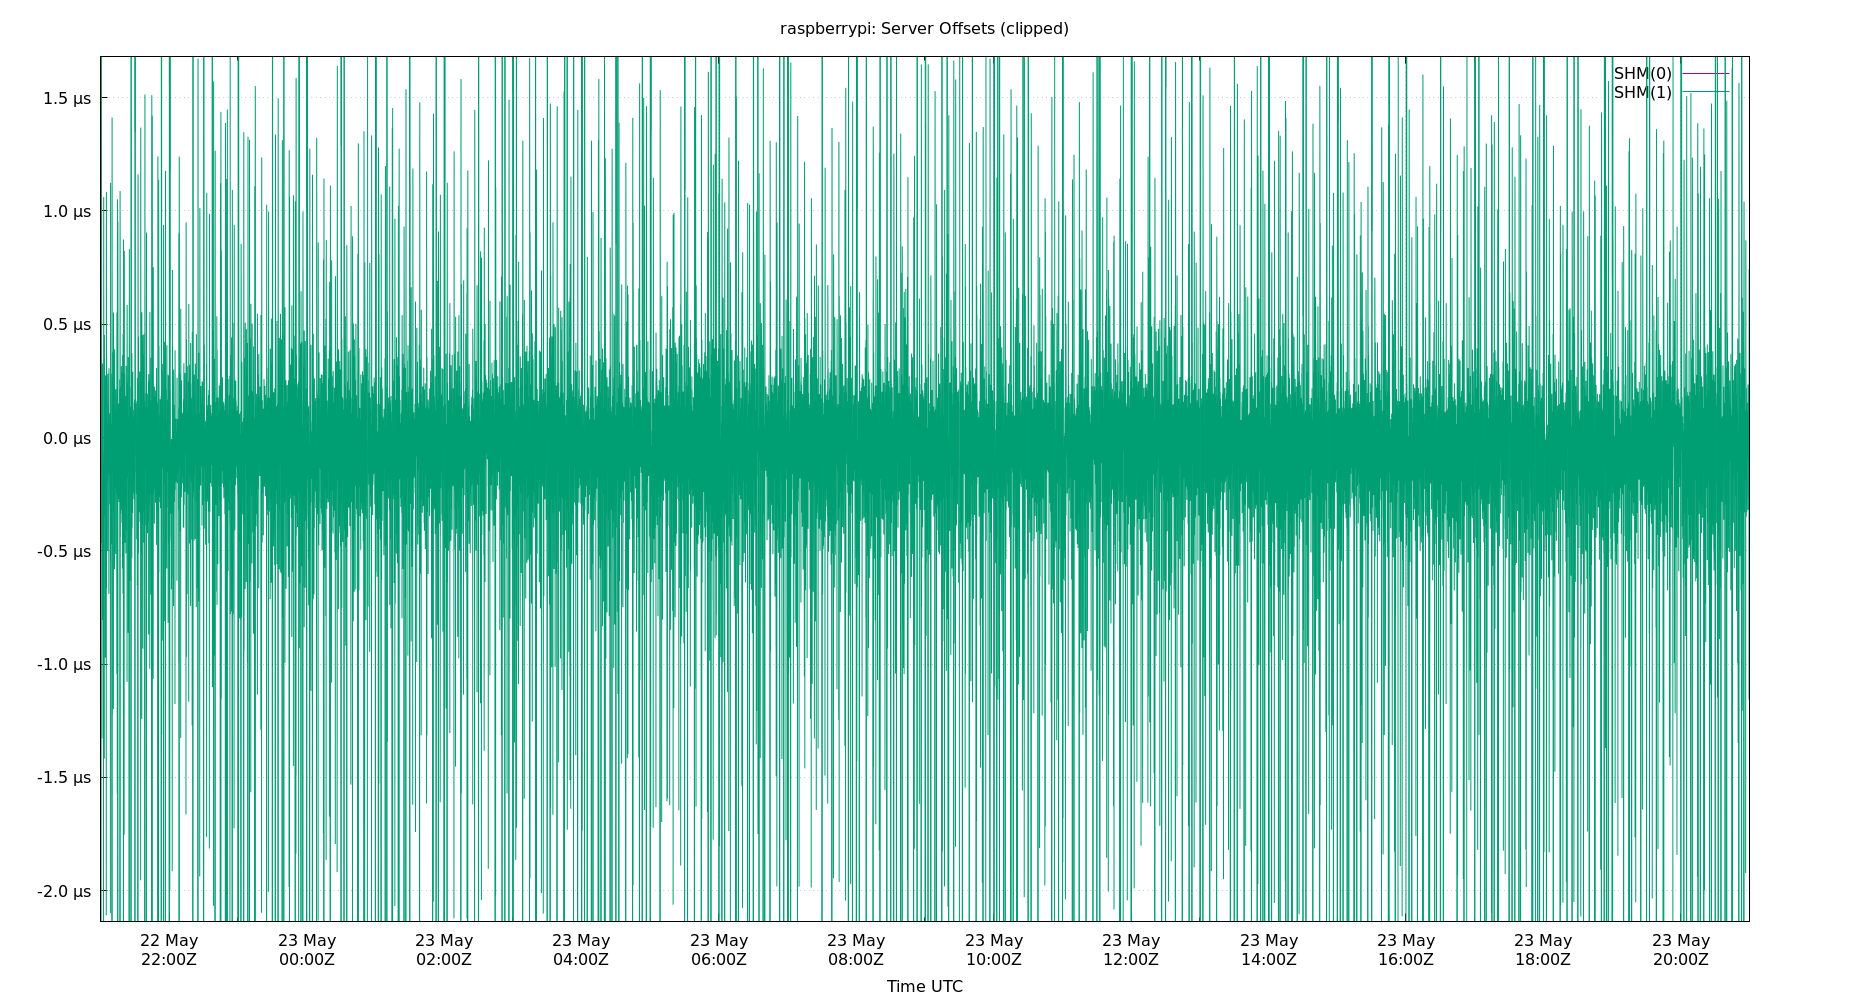 raspberrypi: Server Offsets (clipped)
SHM(0)
SHM(1)
1.5 µs
1.0 µs
0.5 µs
0.0 µs
-0.5 µs
-1.0 µs
-1.5 µs
-2.0 µs
22 May 23 May 23 May 23 May 23 May 23 May 23 May 23 May 23 May 23 May 23 May 23 May
22:00Z 00:00Z 02:00Z 04:00Z 06:00Z 08:00Z 10:00Z 12:00Z 14:00Z 16:00Z 18:00Z 20:00Z
Time UTC